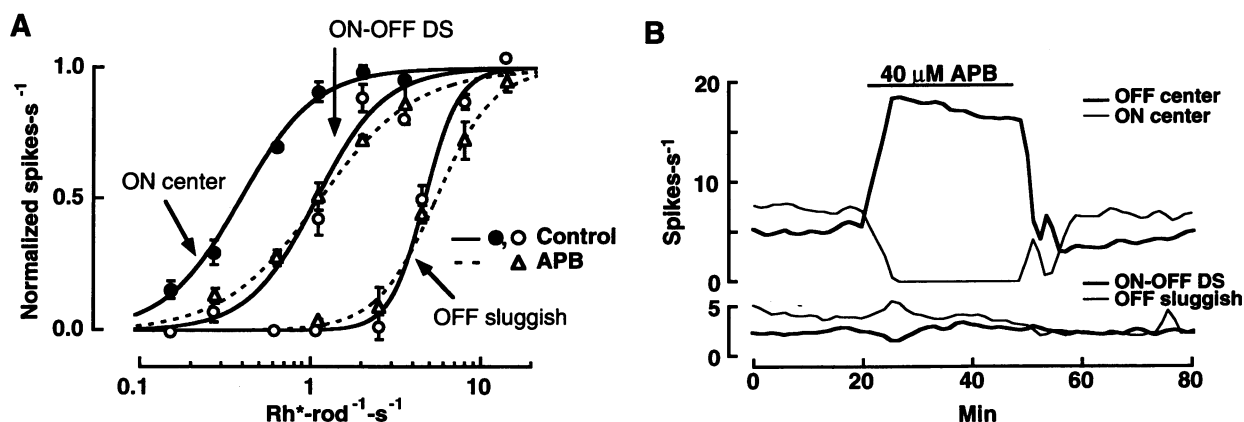 A
B
ON-OFF DS
1.0
0.5
0.0
Normalized spikes-s⁻¹
ON center
●,○ Control
△ APB
OFF sluggish
0.1 1 10
Rh*-rod⁻¹-s⁻¹
40 µM APB
20
10
0
5
0
Spikes-s⁻¹
OFF center
ON center
ON-OFF DS
OFF sluggish
0 20 40 60 80
Min